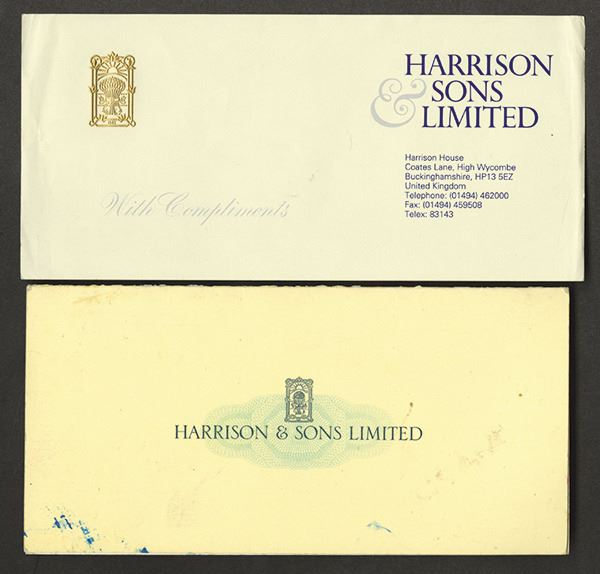 HARRISON
& SONS
LIMITED
Harrison House
Coates Lane, High Wycombe
Buckinghamshire, HP13 5EZ
United Kingdom
Telephone: (01494) 462000
Fax: (01494) 459508
Telex: 83143
With Compliments
HARRISON & SONS LIMITED